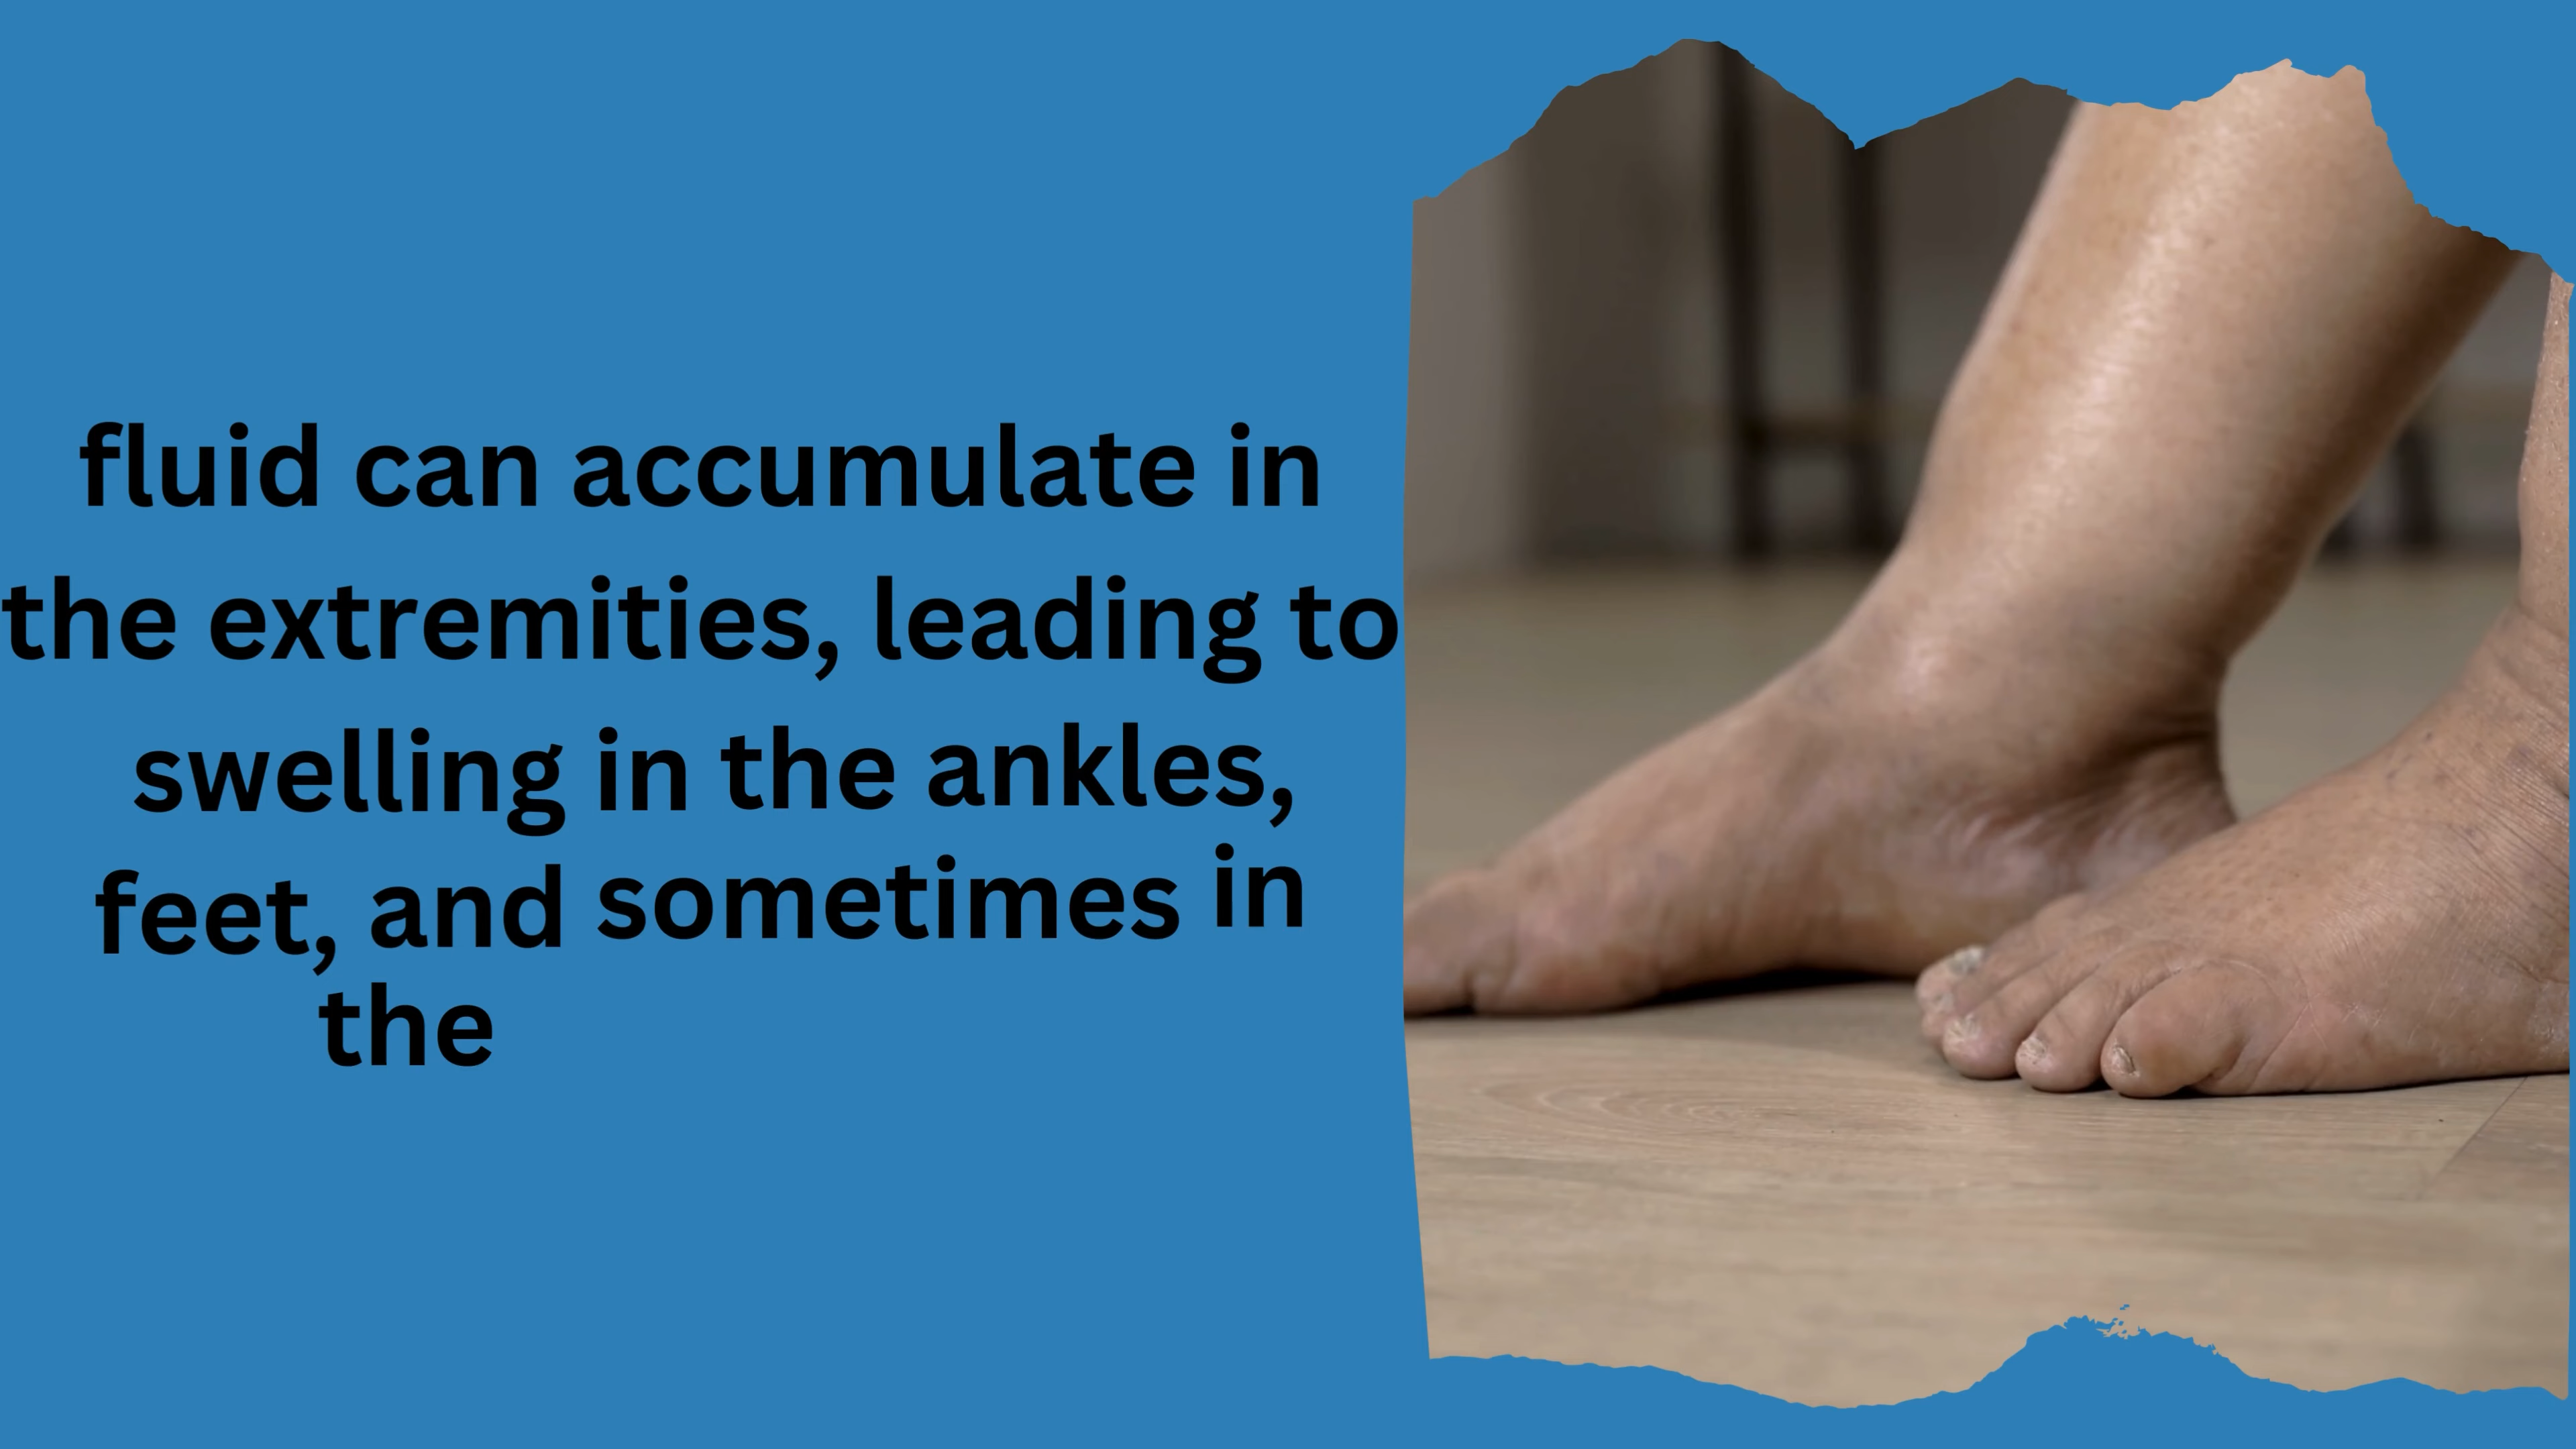 fluid can accumulate in
the extremities, leading to
swelling in the ankles,
feet, and sometimes in
the